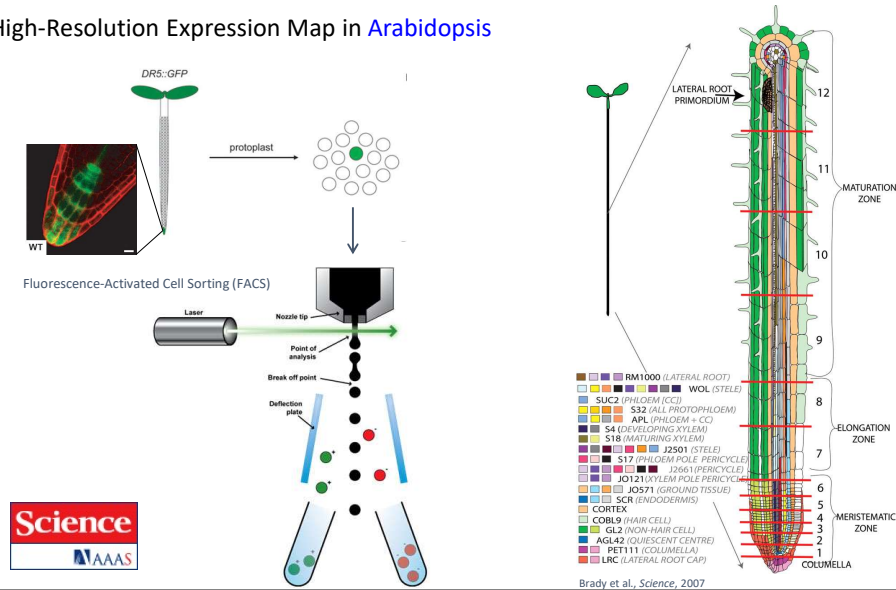 High-Resolution Expression Map in Arabidopsis
DR5::GFP
protoplast
WT
Fluorescence-Activated Cell Sorting (FACS)
Laser
Nozzle tip
Point of
analysis
Break off point
Deflection
plate
Science
AAAS
LATERAL ROOT
PRIMORDIUM
12
11
10
9
8
7
6
5
4
3
2
1
MATURATION
ZONE
ELONGATION
ZONE
MERISTEMATIC
ZONE
COLUMELLA
RM1000 (LATERAL ROOT)
WOL (STELE)
SUC2 (PHLOEM [CC])
S32 (ALL PROTOPHLOEM)
APL (PHLOEM + CC)
S4 (DEVELOPING XYLEM)
S18 (MATURING XYLEM)
J2501 (STELE)
S17 (PHLOEM POLE PERICYCLE)
J2661 (PERICYCLE)
JO121 (XYLEM POLE PERICYCLE)
JO571 (GROUND TISSUE)
SCR (ENDODERMIS)
CORTEX
COBL9 (HAIR CELL)
GL2 (NON-HAIR CELL)
AGL42 (QUIESCENT CENTRE)
PET111 (COLUMELLA)
LRC (LATERAL ROOT CAP)
Brady et al., Science, 2007